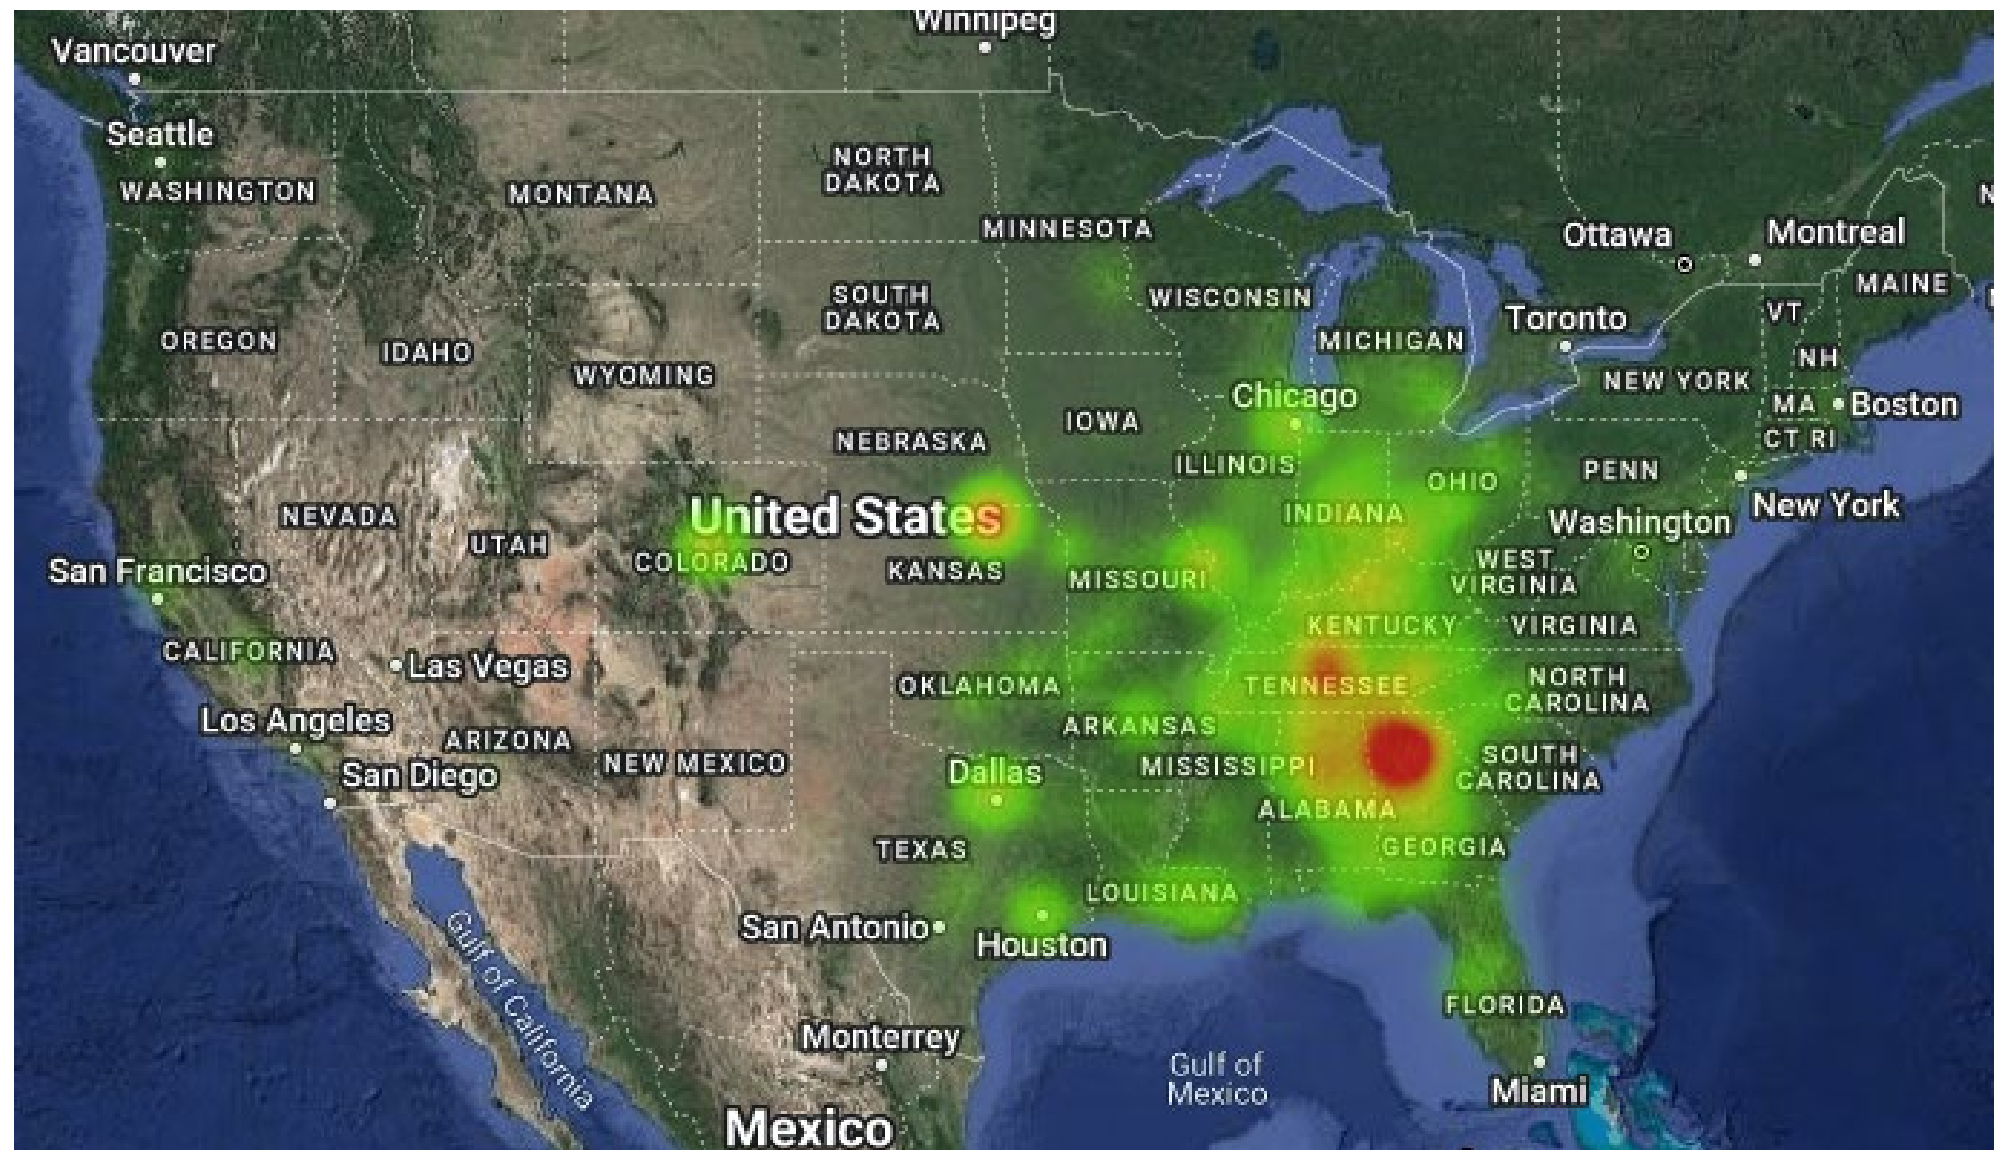 Winnipeg
Vancouver
Seattle
WASHINGTON
MONTANA
NORTH
DAKOTA
MINNESOTA
Ottawa
Montreal
MAINE
OREGON
IDAHO
WYOMING
SOUTH
DAKOTA
WISCONSIN
MICHIGAN
Toronto
VT
NH
NEW YORK
MA
Boston
CT RI
Chicago
IOWA
NEBRASKA
ILLINOIS
OHIO
PENN
New York
NEVADA
UTAH
United States
COLORADO
KANSAS
MISSOURI
INDIANA
Washington
WEST
VIRGINIA
VIRGINIA
KENTUCKY
San Francisco
CALIFORNIA
Las Vegas
OKLAHOMA
TENNESSEE
NORTH
CAROLINA
Los Angeles
ARIZONA
NEW MEXICO
ARKANSAS
San Diego
Dallas
MISSISSIPPI
SOUTH
CAROLINA
ALABAMA
TEXAS
GEORGIA
LOUISIANA
San Antonio
Houston
Gulf of California
FLORIDA
Monterrey
Gulf of
Mexico
Miami
Mexico